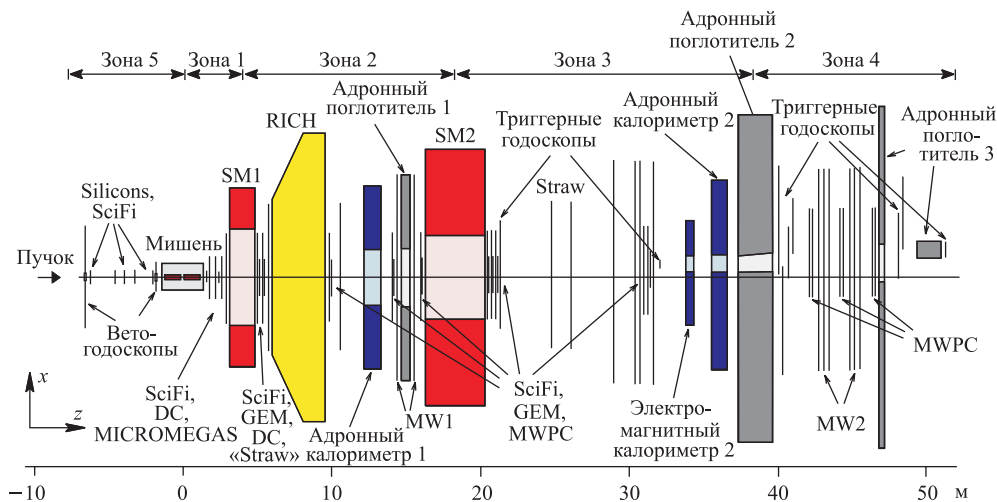 Адронный
поглотитель 2
Зона 5
Зона 1
Зона 2
Зона 3
Зона 4
Адронный
поглотитель 1
RICH
SM1
SM2
Триггерные
годоскопы
Straw
Адронный
калориметр 2
Триггерные
годоскопы
Адронный
погло-
титель 3
Silicons,
SciFi
Мишень
Пучок
Вето-
годоскопы
SciFi,
DC,
MICROMEGAS
SciFi,
GEM,
DC,
«Straw»
Адронный
калориметр 1
MW1
SciFi,
GEM,
MWPC
Электро-
магнитный
калориметр 2
MW2
MWPC
x
z
−10 0 10 20 30 40 50 м